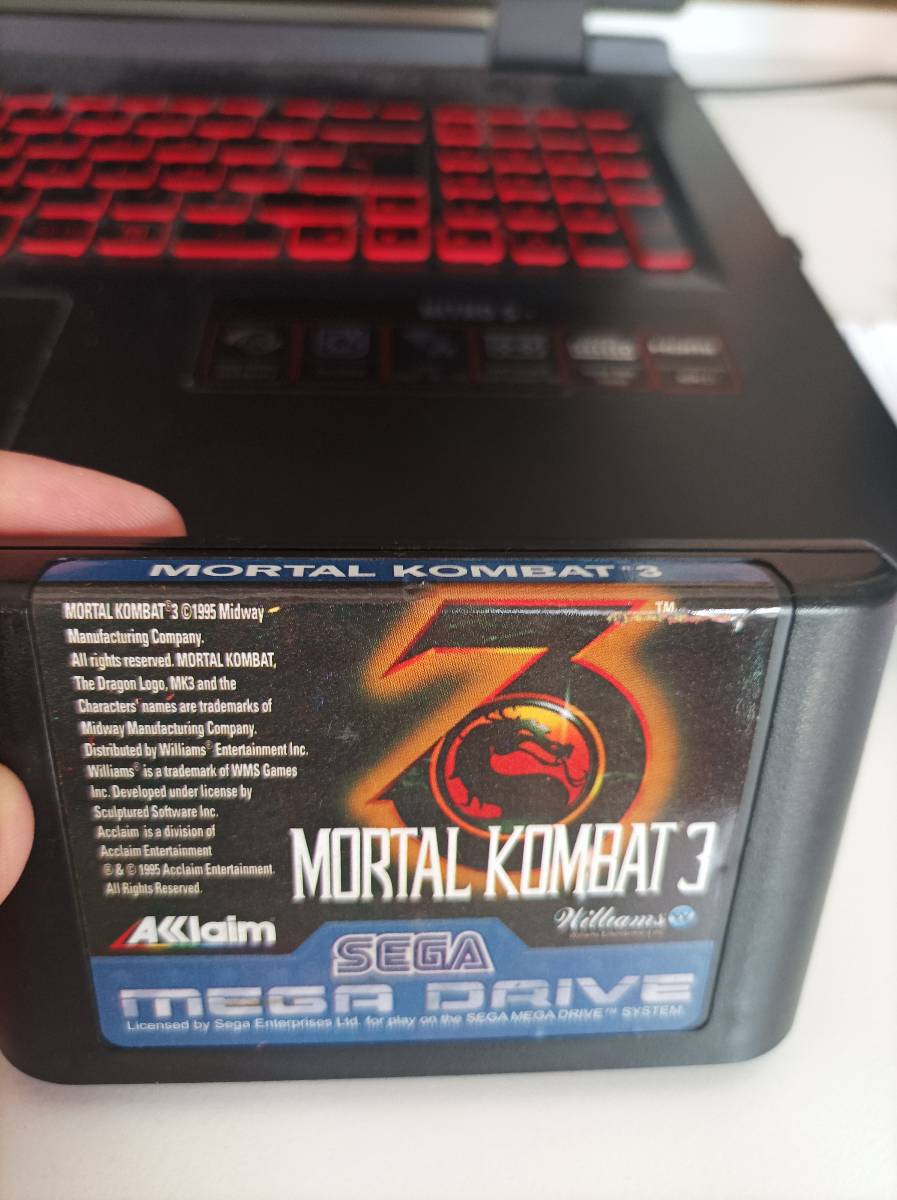 MORTAL KOMBAT® 3
MORTAL KOMBAT® 3 ©1995 Midway
Manufacturing Company.
All rights reserved. MORTAL KOMBAT,
The Dragon Logo, MK3 and the
Characters' names are trademarks of
Midway Manufacturing Company.
Distributed by Williams® Entertainment Inc.
Williams® is a trademark of WMS Games
Inc. Developed under license by
Sculptured Software Inc.
Acclaim is a division of
Acclaim Entertainment
® & © 1995 Acclaim Entertainment.
All Rights Reserved.
3 TM
MORTAL KOMBAT 3
AKKlaim
Williams
SEGA
MEGA DRIVE
Licensed by Sega Enterprises Ltd. for play on the SEGA MEGA DRIVE™ SYSTEM.